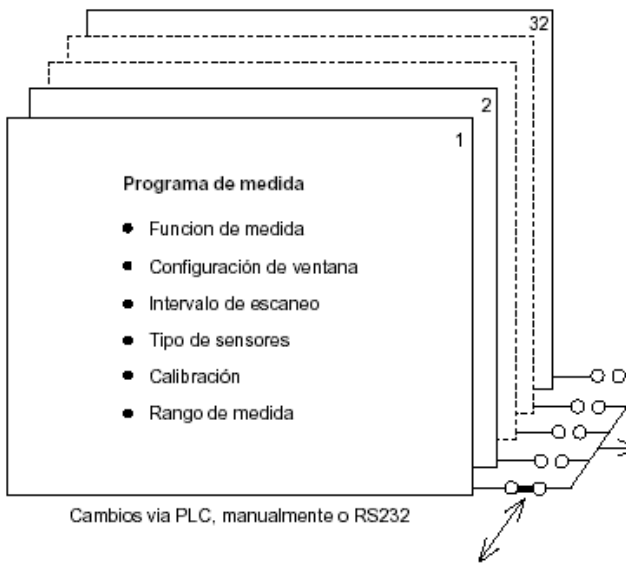 32
2
1
Programa de medida
● Funcion de medida
● Configuración de ventana
● Intervalo de escaneo
● Tipo de sensores
● Calibración
● Rango de medida
Cambios via PLC, manualmente o RS232